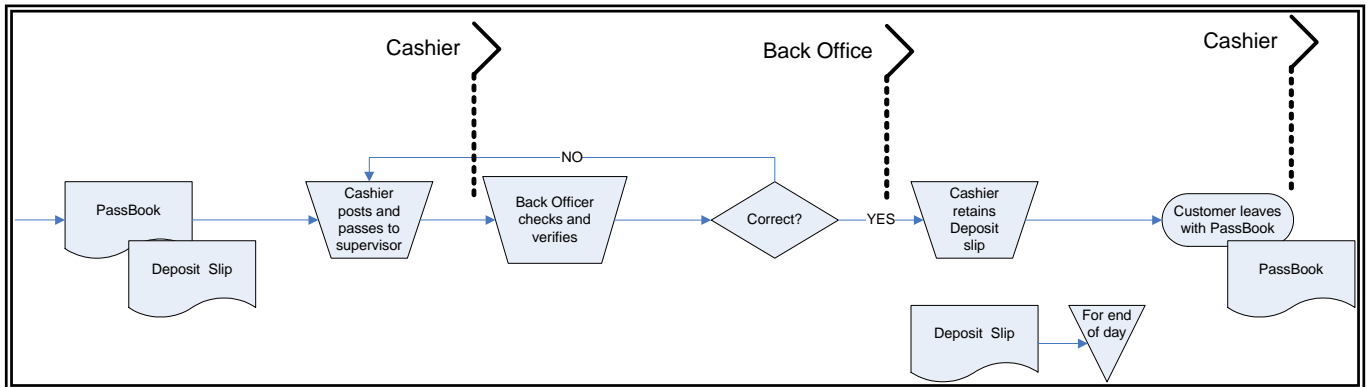 Cashier
Back Office
Cashier
NO
PassBook
Deposit Slip
Cashier
posts and
passes to
supervisor
Back Officer
checks and
verifies
Correct?
YES
Cashier
retains
Deposit
slip
Customer leaves
with PassBook
PassBook
Deposit Slip
For end
of day